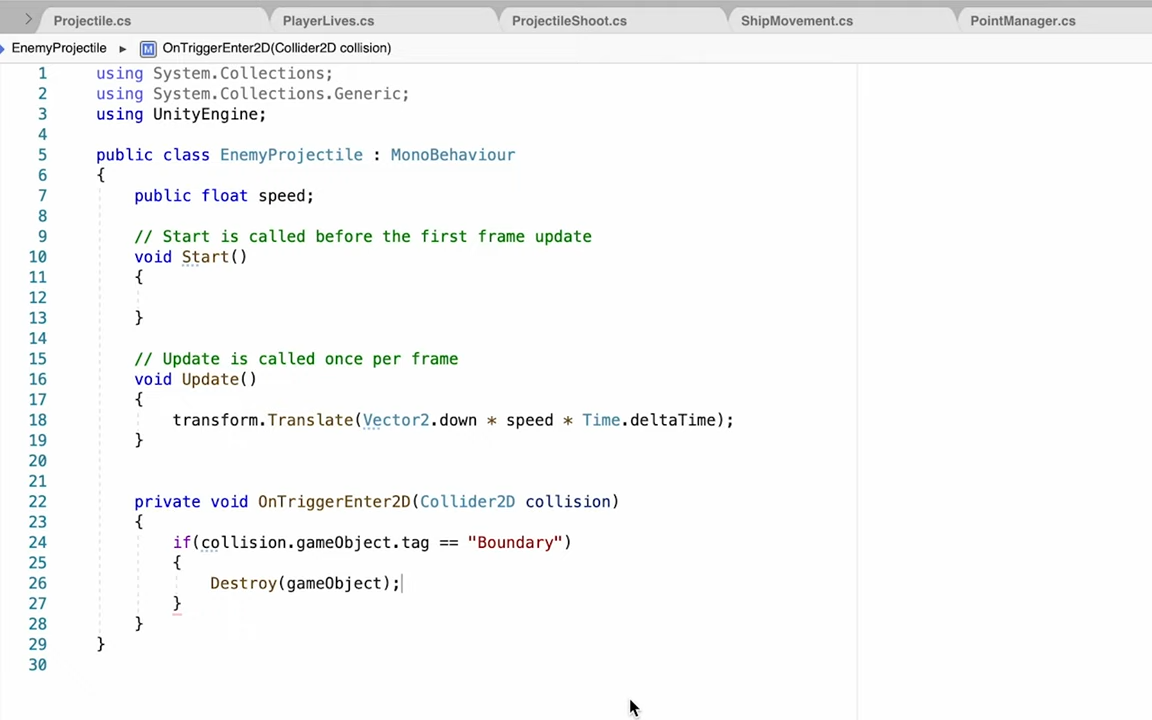 Projectile.cs PlayerLives.cs ProjectileShoot.cs ShipMovement.cs PointManager.cs
EnemyProjectile ▶ M OnTriggerEnter2D(Collider2D collision)
1 using System.Collections;
2 using System.Collections.Generic;
3 using UnityEngine;
4
5 public class EnemyProjectile : MonoBehaviour
6 {
7 public float speed;
8
9 // Start is called before the first frame update
10 void Start()
11 {
12
13 }
14
15 // Update is called once per frame
16 void Update()
17 {
18 transform.Translate(Vector2.down * speed * Time.deltaTime);
19 }
20
21
22 private void OnTriggerEnter2D(Collider2D collision)
23 {
24 if(collision.gameObject.tag == "Boundary")
25 {
26 Destroy(gameObject);
27 }
28 }
29 }
30